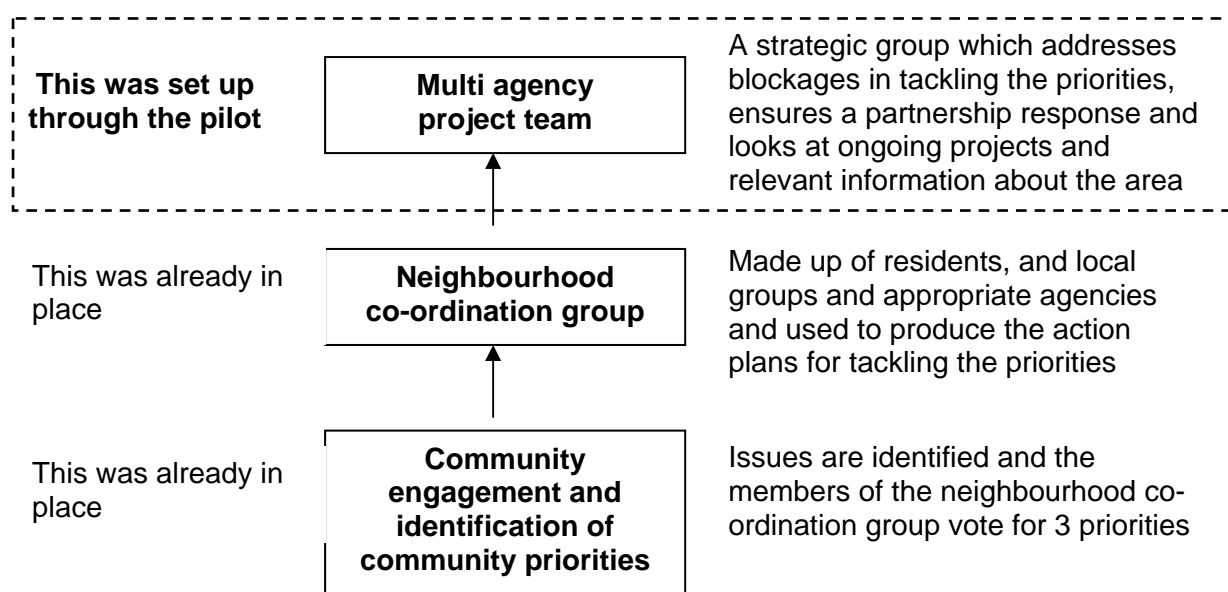 This was set up
through the pilot
Multi agency
project team
A strategic group which addresses
blockages in tackling the priorities,
ensures a partnership response and
looks at ongoing projects and
relevant information about the area
This was already in
place
Neighbourhood
co-ordination group
Made up of residents, and local
groups and appropriate agencies
and used to produce the action
plans for tackling the priorities
This was already in
place
Community
engagement and
identification of
community priorities
Issues are identified and the
members of the neighbourhood co-
ordination group vote for 3 priorities